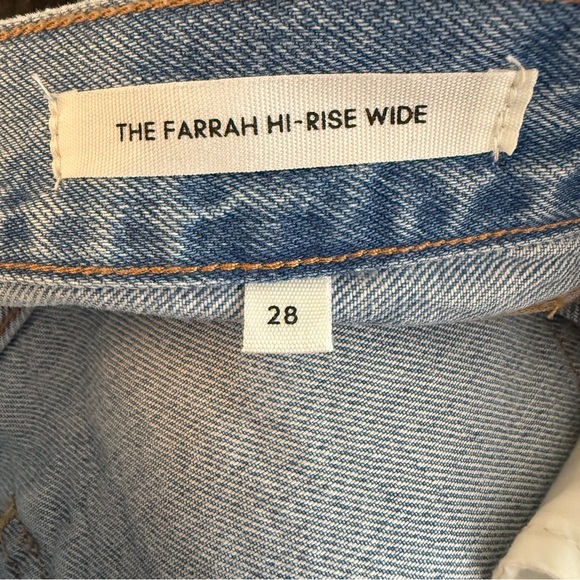 THE FARRAH HI-RISE WIDE
28